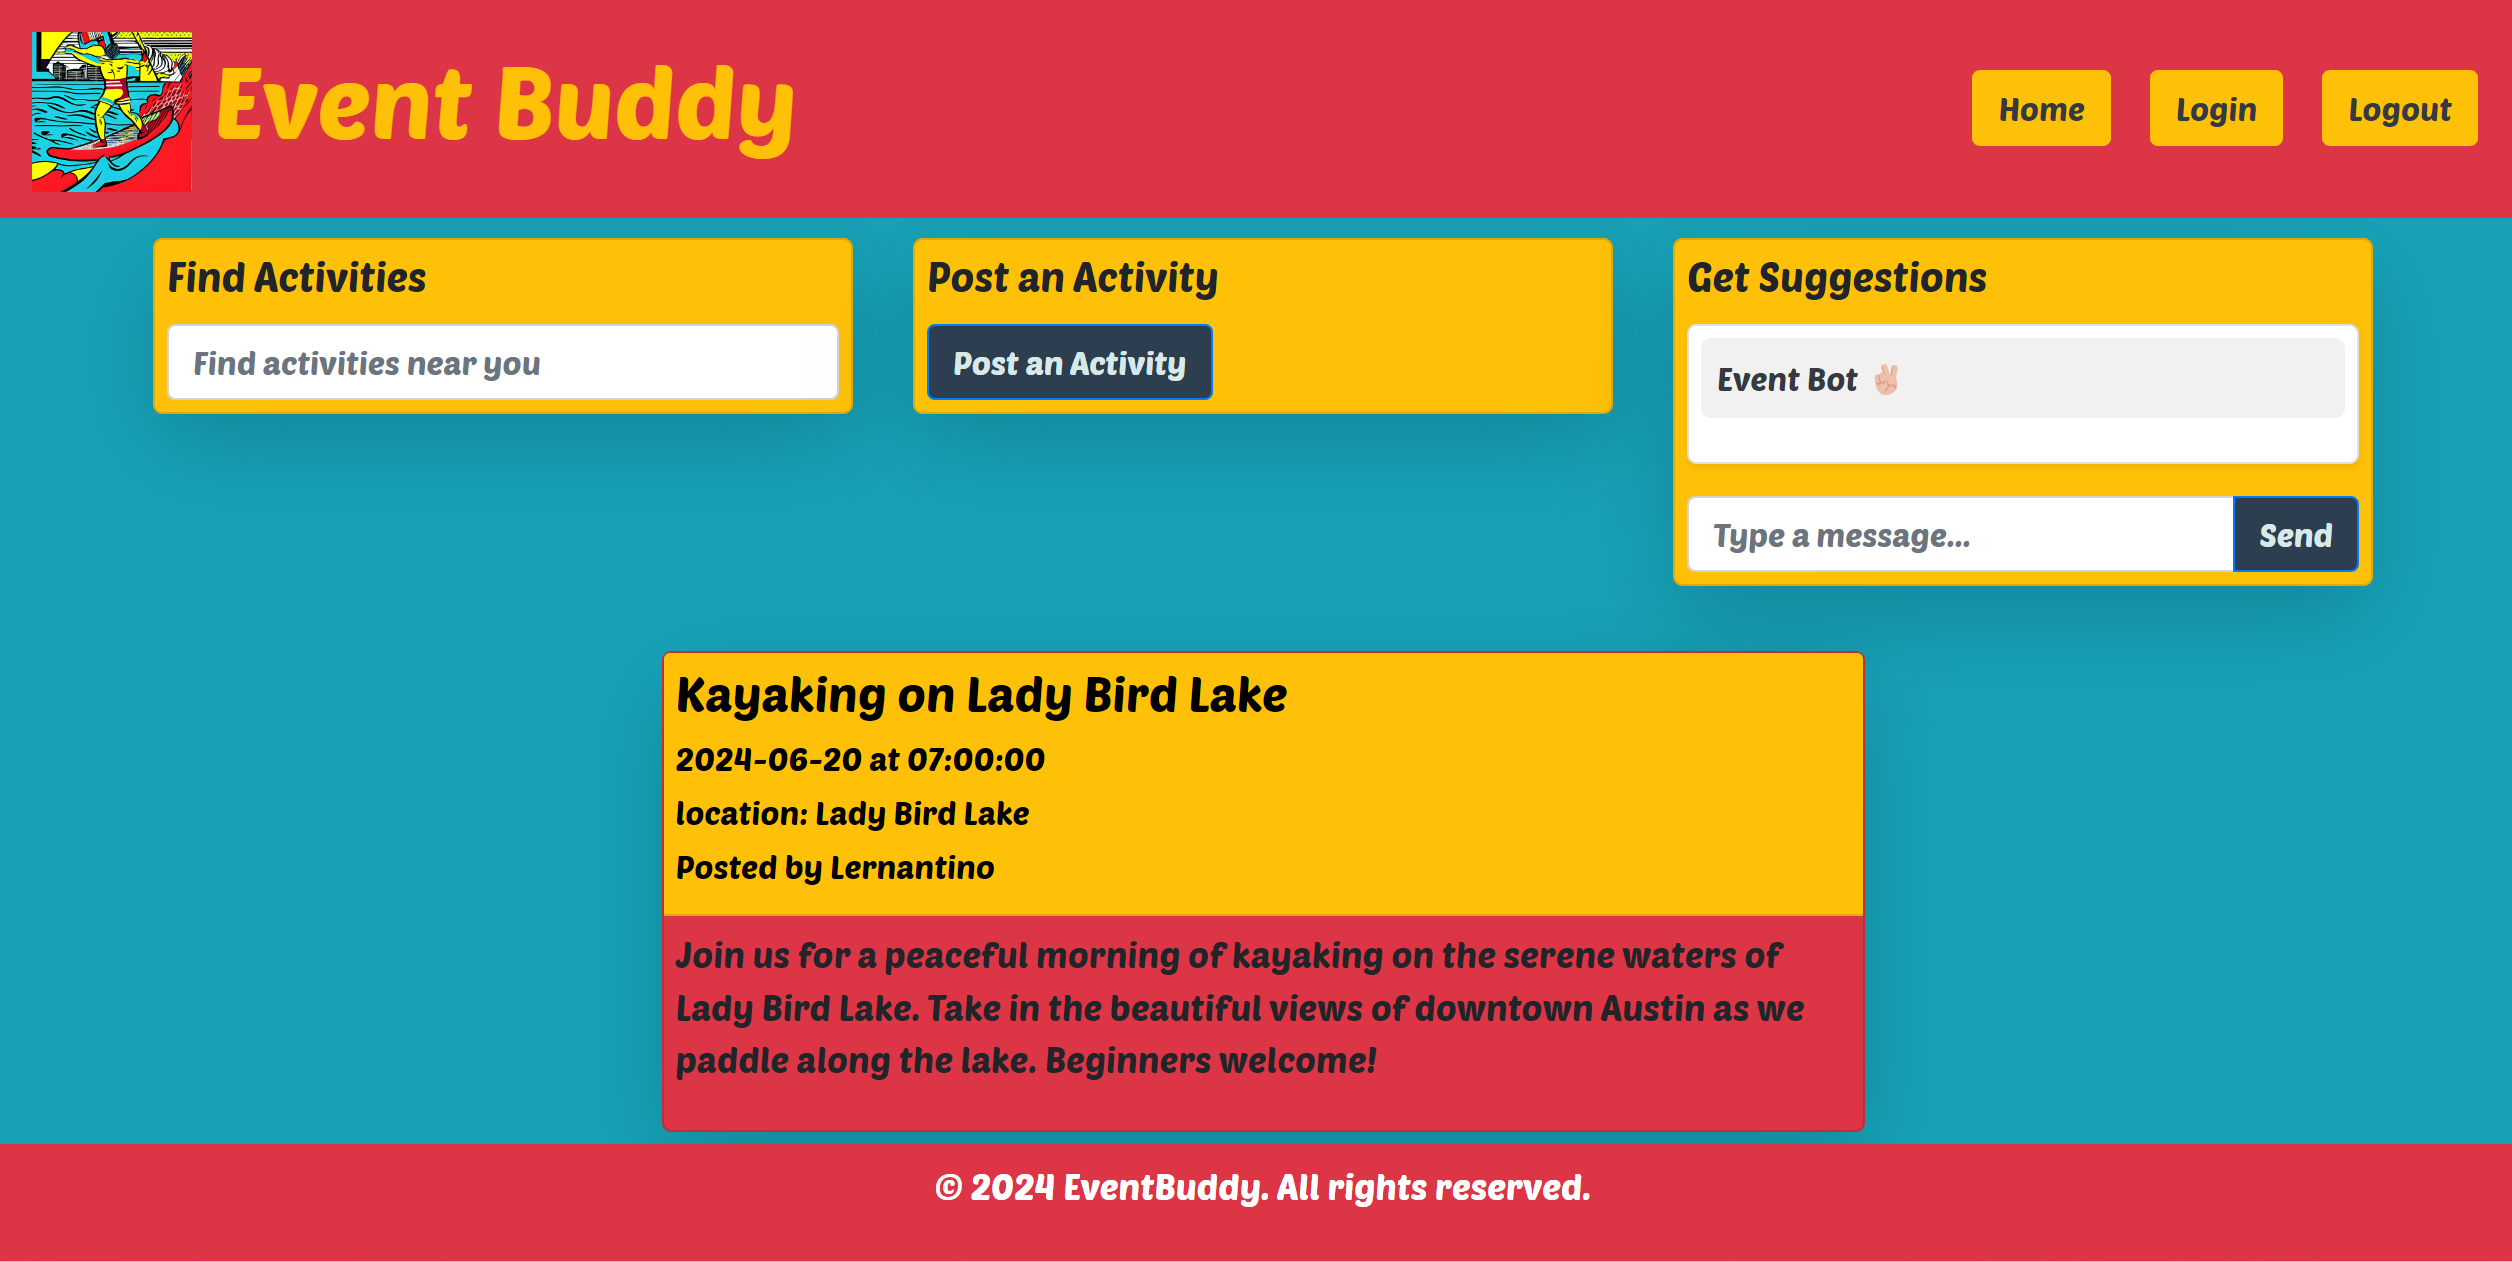 Event Buddy
Home
Login
Logout
Find Activities
Find activities near you
Post an Activity
Post an Activity
Get Suggestions
Event Bot ✌🏼
Type a message...
Send
Kayaking on Lady Bird Lake
2024-06-20 at 07:00:00
location: Lady Bird Lake
Posted by Lernantino
Join us for a peaceful morning of kayaking on the serene waters of
Lady Bird Lake. Take in the beautiful views of downtown Austin as we
paddle along the lake. Beginners welcome!
© 2024 EventBuddy. All rights reserved.